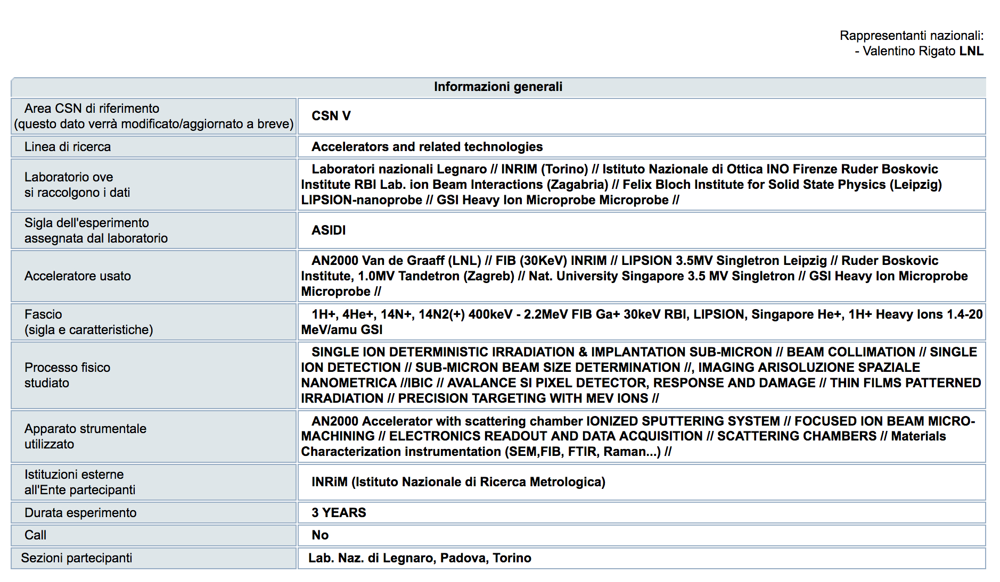 Rappresentanti nazionali:
- Valentino Rigato LNL
Informazioni generali
Area CSN di riferimento
(questo dato verrà modificato/aggiornato a breve)
CSN V
Linea di ricerca
Accelerators and related technologies
Laboratorio ove
si raccolgono i dati
Laboratori nazionali Legnaro // INRIM (Torino) // Istituto Nazionale di Ottica INO Firenze Ruder Boskovic
Institute RBI Lab. ion Beam Interactions (Zagabria) // Felix Bloch Institute for Solid State Physics (Leipzig)
LIPSION-nanoprobe // GSI Heavy Ion Microprobe Microprobe //
Sigla dell'esperimento
assegnata dal laboratorio
ASIDI
Acceleratore usato
AN2000 Van de Graaff (LNL) // FIB (30KeV) INRIM // LIPSION 3.5MV Singletron Leipzig // Ruder Boskovic
Institute, 1.0MV Tandetron (Zagreb) // Nat. University Singapore 3.5 MV Singletron // GSI Heavy Ion Microprobe
Microprobe //
Fascio
(sigla e caratteristiche)
1H+, 4He+, 14N+, 14N2(+) 400keV - 2.2MeV FIB Ga+ 30keV RBI, LIPSION, Singapore He+, 1H+ Heavy Ions 1.4-20
MeV/amu GSI
Processo fisico
studiato
SINGLE ION DETERMINISTIC IRRADIATION & IMPLANTATION SUB-MICRON // BEAM COLLIMATION // SINGLE
ION DETECTION // SUB-MICRON BEAM SIZE DETERMINATION //, IMAGING ARISOLUZIONE SPAZIALE
NANOMETRICA //IBIC // AVALANCE SI PIXEL DETECTOR, RESPONSE AND DAMAGE // THIN FILMS PATTERNED
IRRADIATION // PRECISION TARGETING WITH MEV IONS //
Apparato strumentale
utilizzato
AN2000 Accelerator with scattering chamber IONIZED SPUTTERING SYSTEM // FOCUSED ION BEAM MICRO-
MACHINING // ELECTRONICS READOUT AND DATA ACQUISITION // SCATTERING CHAMBERS // Materials
Characterization instrumentation (SEM,FIB, FTIR, Raman...) //
Istituzioni esterne
all'Ente partecipanti
INRiM (Istituto Nazionale di Ricerca Metrologica)
Durata esperimento
3 YEARS
Call
No
Sezioni partecipanti
Lab. Naz. di Legnaro, Padova, Torino